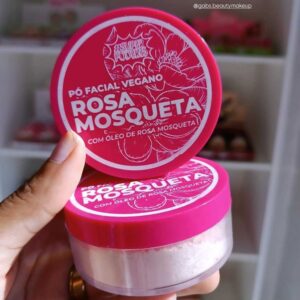 @gabs.beautymakeup
PÓ FACIAL VEGANO
ROSA
MOSQUETA
COM ÓLEO DE ROSA MOSQUETA
ROSA
MOSQUETA
COM ÓLEO DE ROSA MOSQUETA